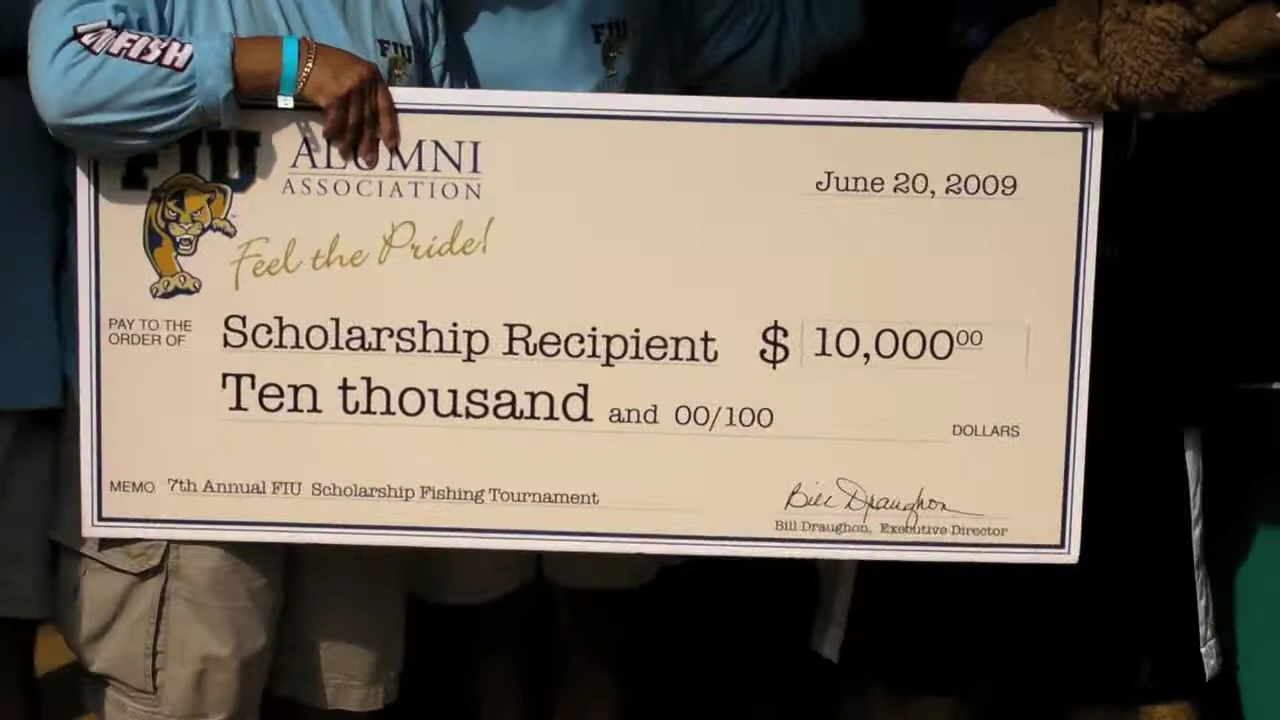 FISH
FIU
FIU
FIU
ALUMNI
ASSOCIATION
June 20, 2009
Feel the Pride!
PAY TO THE
ORDER OF
Scholarship Recipient $ 10,000⁰⁰
Ten thousand and 00/100
DOLLARS
MEMO 7th Annual FIU Scholarship Fishing Tournament
Bill Draughon
Bill Draughon, Executive Director